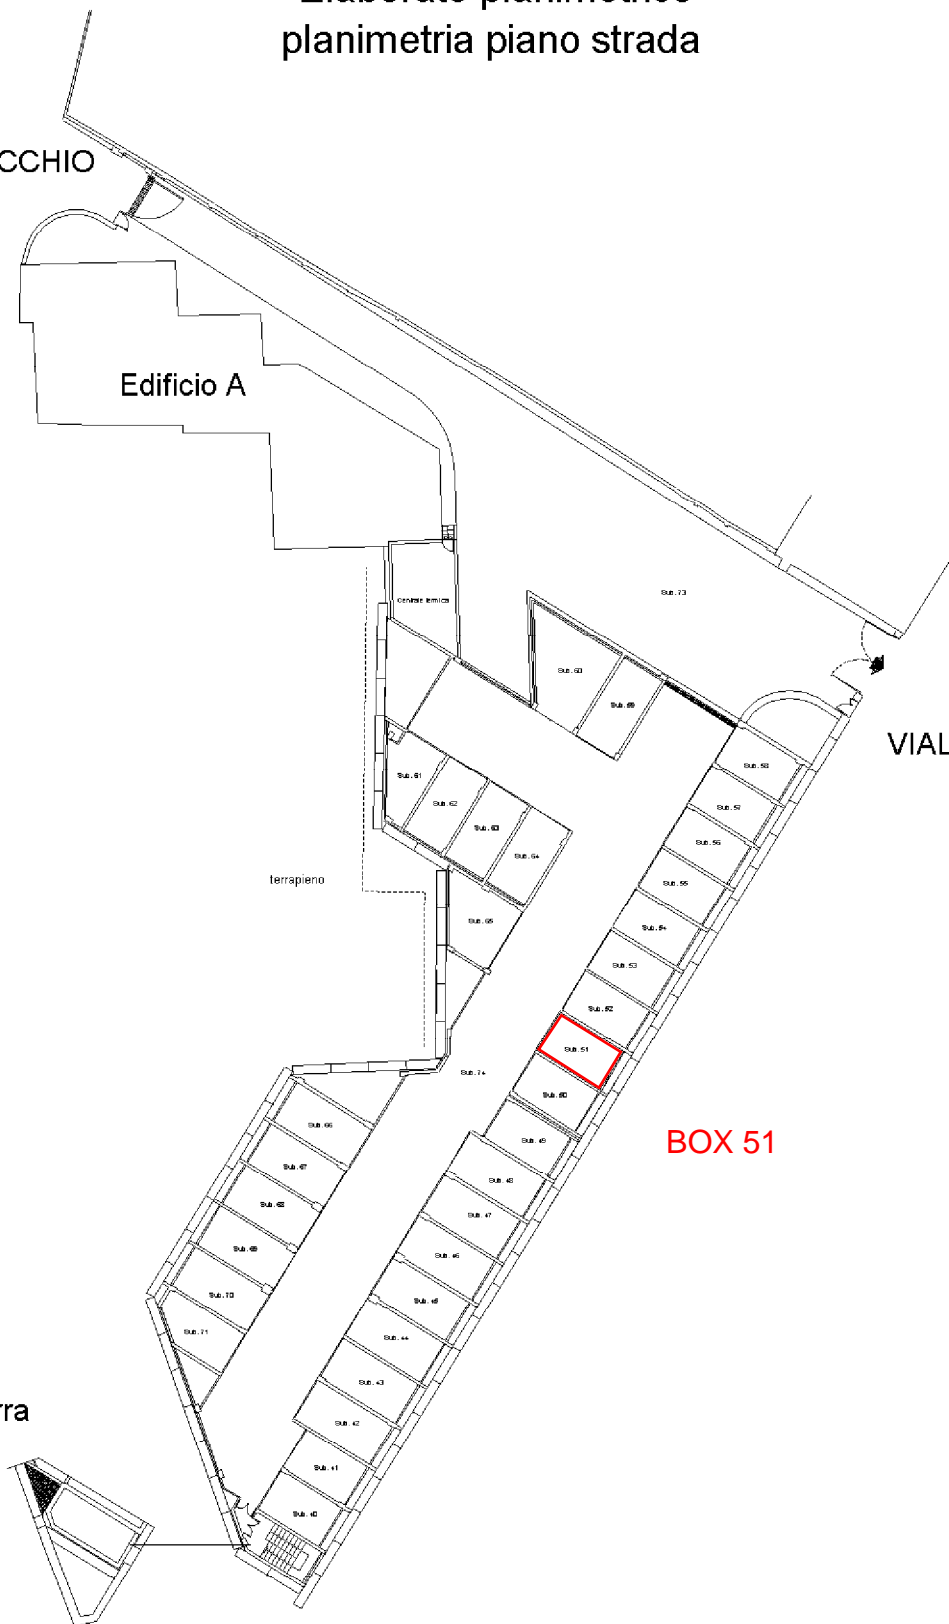 Elaborato planimetrico
planimetria piano strada
CCHIO
Edificio A
Centrale termica
Sub. 73
Sub. 60
Sub. 59
VIAL
Sub. 58
Sub. 61
Sub. 62
Sub. 57
Sub. 63
Sub. 56
Sub. 64
terrapieno
Sub. 55
Sub. 65
Sub. 54
Sub. 53
Sub. 52
Sub. 51
Sub. 74
Sub. 50
Sub. 66
BOX 51
Sub. 49
Sub. 67
Sub. 48
Sub. 68
Sub. 47
Sub. 69
Sub. 46
Sub. 70
Sub. 45
Sub. 71
Sub. 44
Sub. 43
rra
Sub. 42
Sub. 41
Sub. 40